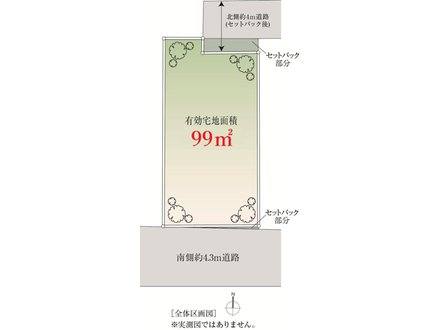 北側約4m道路
(セットバック後)
セットバック
部分
有効宅地面積
99㎡
セットバック
部分
南側約4.3m道路
N
[全体区画図]
※実測図ではありません。